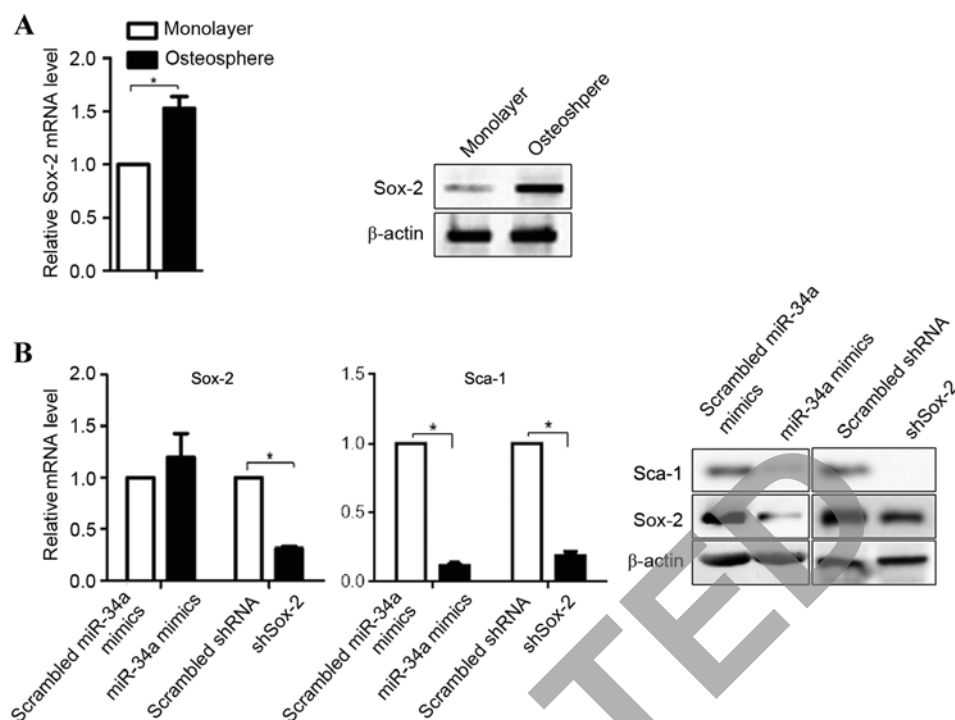 A
Monolayer
Osteosphere
Relative Sox-2 mRNA level
2.0
1.5
1.0
0.5
0.0
*
Monolayer
Osteoshpere
Sox-2
β-actin
B
Relative mRNA level
Sox-2
2.0
1.5
1.0
0.5
0.0
*
Scrambled miR-34a
mimics
miR-34a mimics
Scrambled shRNA
shSox-2
Sca-1
1.5
1.0
0.5
0.0
*
*
Scrambled miR-34a
mimics
miR-34a mimics
Scrambled shRNA
shSox-2
Scrambled miR-34a
mimics
miR-34a mimics
Scrambled shRNA
shSox-2
Sca-1
Sox-2
β-actin
TED